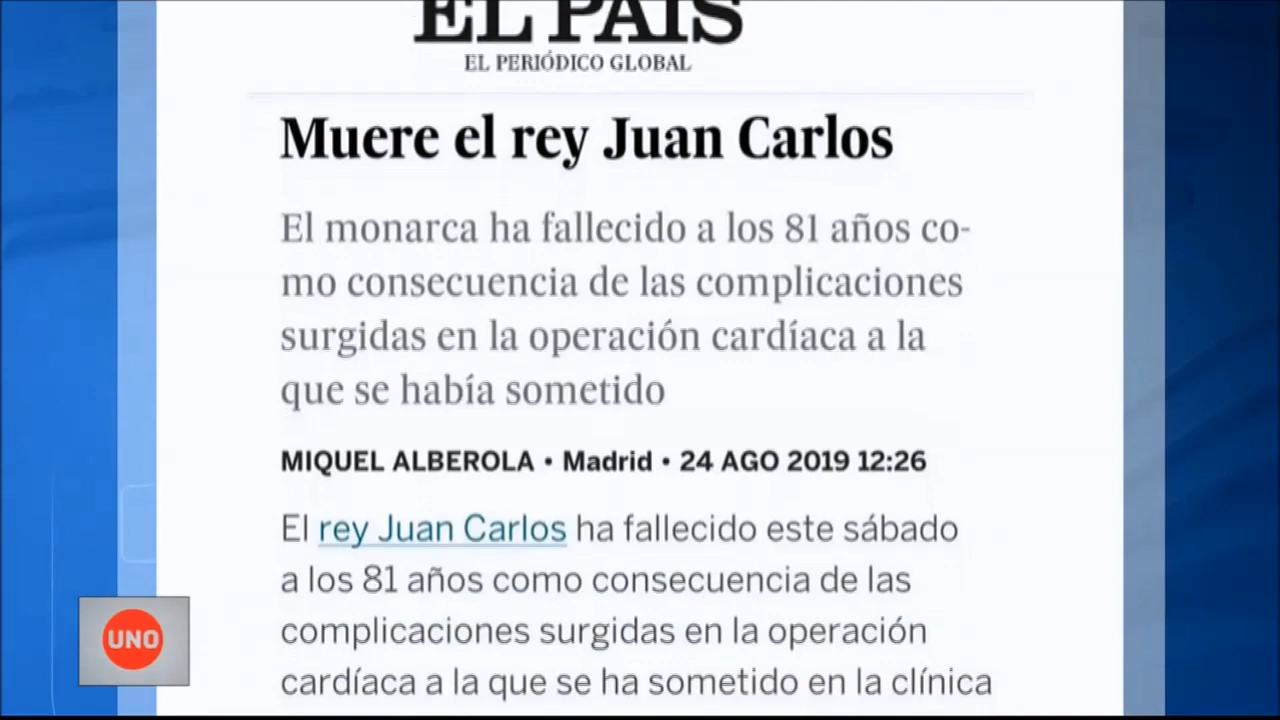 EL PAÍS
EL PERIÓDICO GLOBAL
Muere el rey Juan Carlos
El monarca ha fallecido a los 81 años co-
mo consecuencia de las complicaciones
surgidas en la operación cardíaca a la
que se había sometido
MIQUEL ALBEROLA • Madrid • 24 AGO 2019 12:26
El rey Juan Carlos ha fallecido este sábado
a los 81 años como consecuencia de las
complicaciones surgidas en la operación
cardíaca a la que se ha sometido en la clínica
UNO